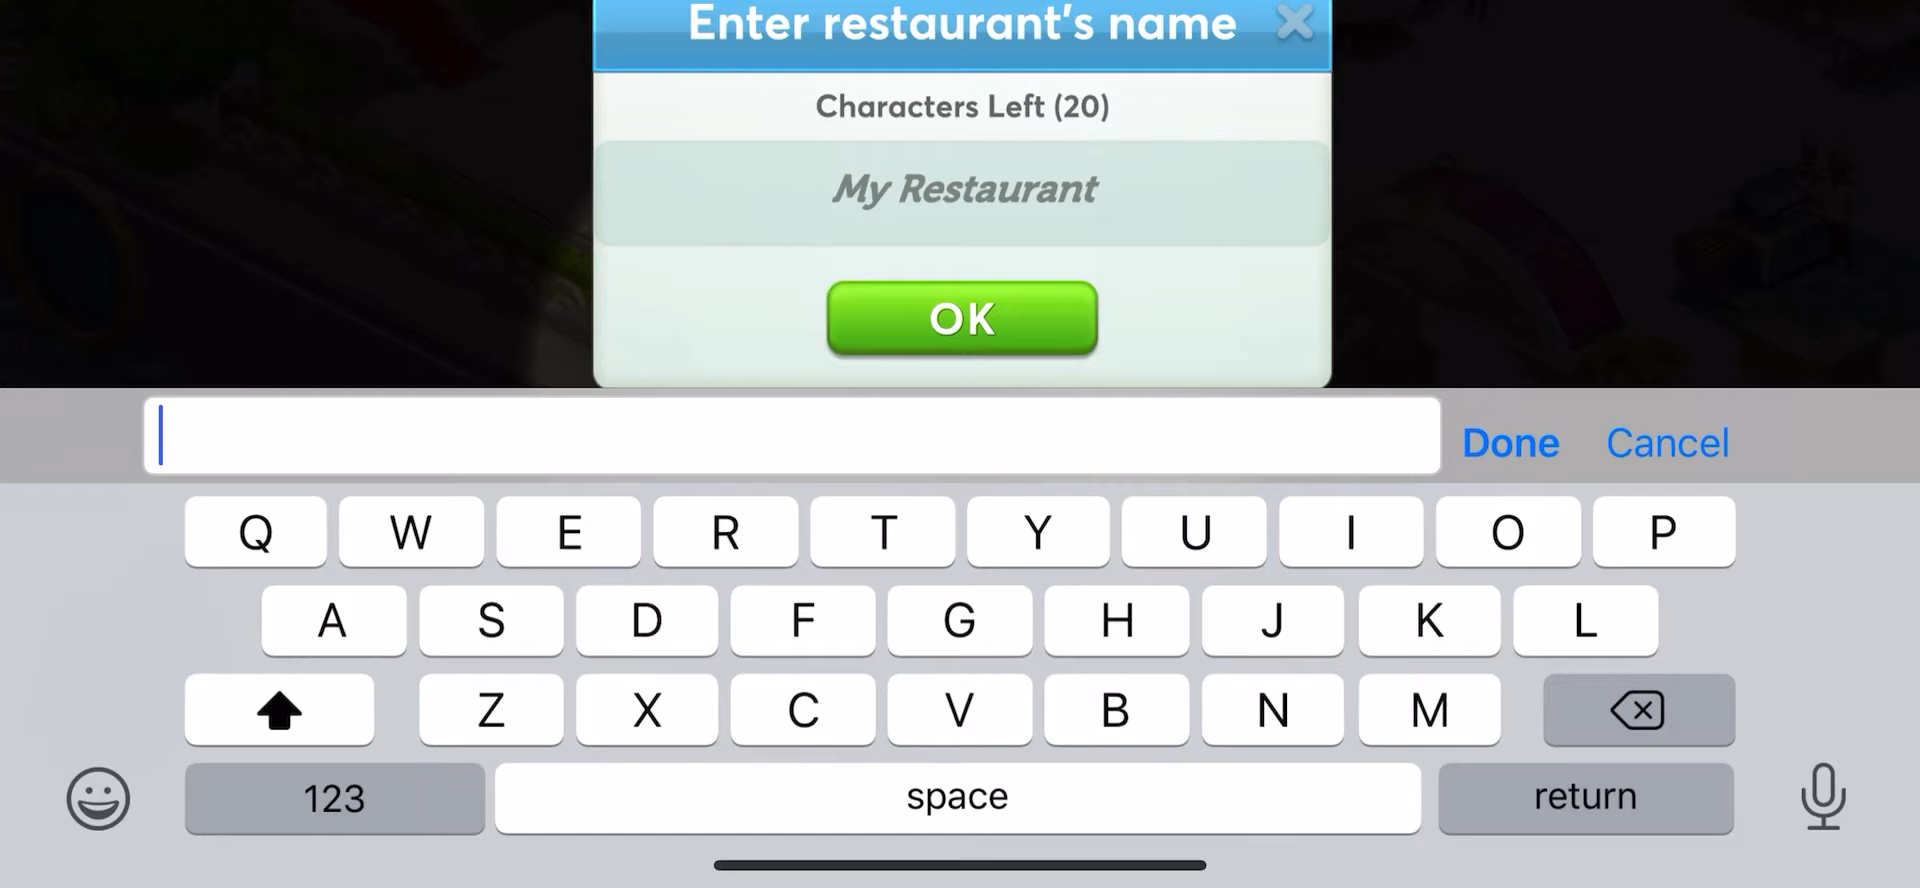 Enter restaurant's name
Characters Left (20)
My Restaurant
OK
Done Cancel
Q W E R T Y U I O P
A S D F G H J K L
Z X C V B N M
123 space return